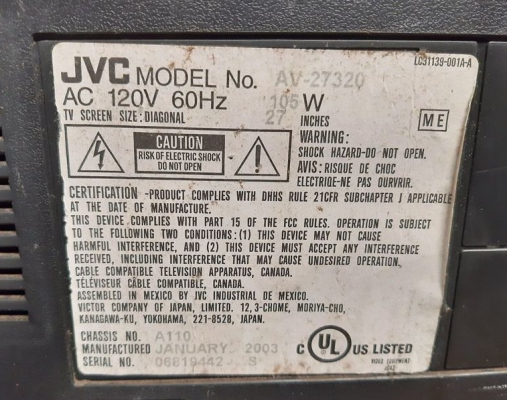 LC31139-001A-A
JVC MODEL No. AV-27320
AC 120V 60Hz 105W
TV SCREEN SIZE: DIAGONAL 27 INCHES
ME
CAUTION
RISK OF ELECTRIC SHOCK
DO NOT OPEN
WARNING:
SHOCK HAZARD-DO NOT OPEN.
AVIS: RISQUE DE CHOC
ELECTRIQE-NE PAS OURVRIR.
CERTIFICATION -PRODUCT COMPLIES WITH DHHS RULE 21CFR SUBCHAPTER J APPLICABLE
AT THE DATE OF MANUFACTURE.
THIS DEVICE COMPLIES WITH PART 15 OF THE FCC RULES. OPERATION IS SUBJECT
TO THE FOLLOWING TWO CONDITIONS: (1) THIS DEVICE MAY NOT CAUSE
HARMFUL INTERFERENCE, AND (2) THIS DEVICE MUST ACCEPT ANY INTERFERENCE
RECEIVED, INCLUDING INTERFERENCE THAT MAY CAUSE UNDESIRED OPERATION.
CABLE COMPATIBLE TELEVISION APPARATUS, CANADA.
TÉLÉVISEUR CÂBLE COMPATIBLE, CANADA.
ASSEMBLED IN MEXICO BY JVC INDUSTRIAL DE MEXICO.
VICTOR COMPANY OF JAPAN, LIMITED. 12, 3-CHOME, MORIYA-CHO,
KANAGAWA-KU, YOKOHAMA, 221-8528, JAPAN.
CHASSIS NO. A110
MANUFACTURED JANUARY. 2003
SERIAL NO. 06819442 S
C UL US LISTED
VIDEO EQUIPMENT